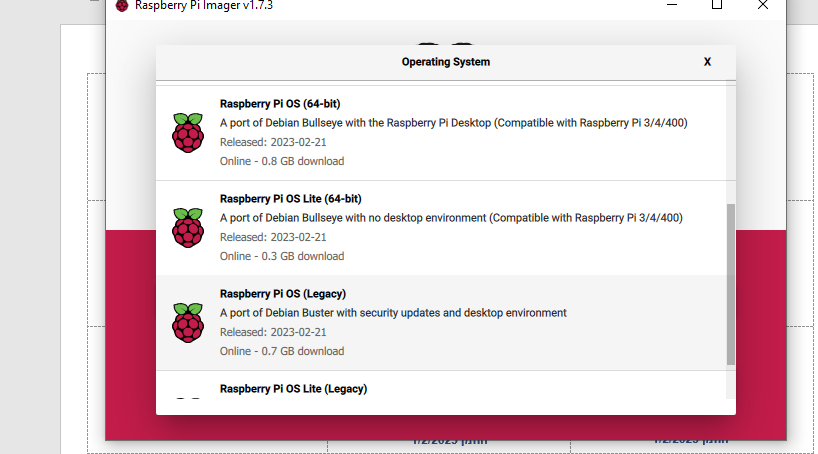 Raspberry Pi Imager v1.7.3
Operating System
X
Raspberry Pi OS (64-bit)
A port of Debian Bullseye with the Raspberry Pi Desktop (Compatible with Raspberry Pi 3/4/400)
Released: 2023-02-21
Online - 0.8 GB download
Raspberry Pi OS Lite (64-bit)
A port of Debian Bullseye with no desktop environment (Compatible with Raspberry Pi 3/4/400)
Released: 2023-02-21
Online - 0.3 GB download
Raspberry Pi OS (Legacy)
A port of Debian Buster with security updates and desktop environment
Released: 2023-02-21
Online - 0.7 GB download
Raspberry Pi OS Lite (Legacy)